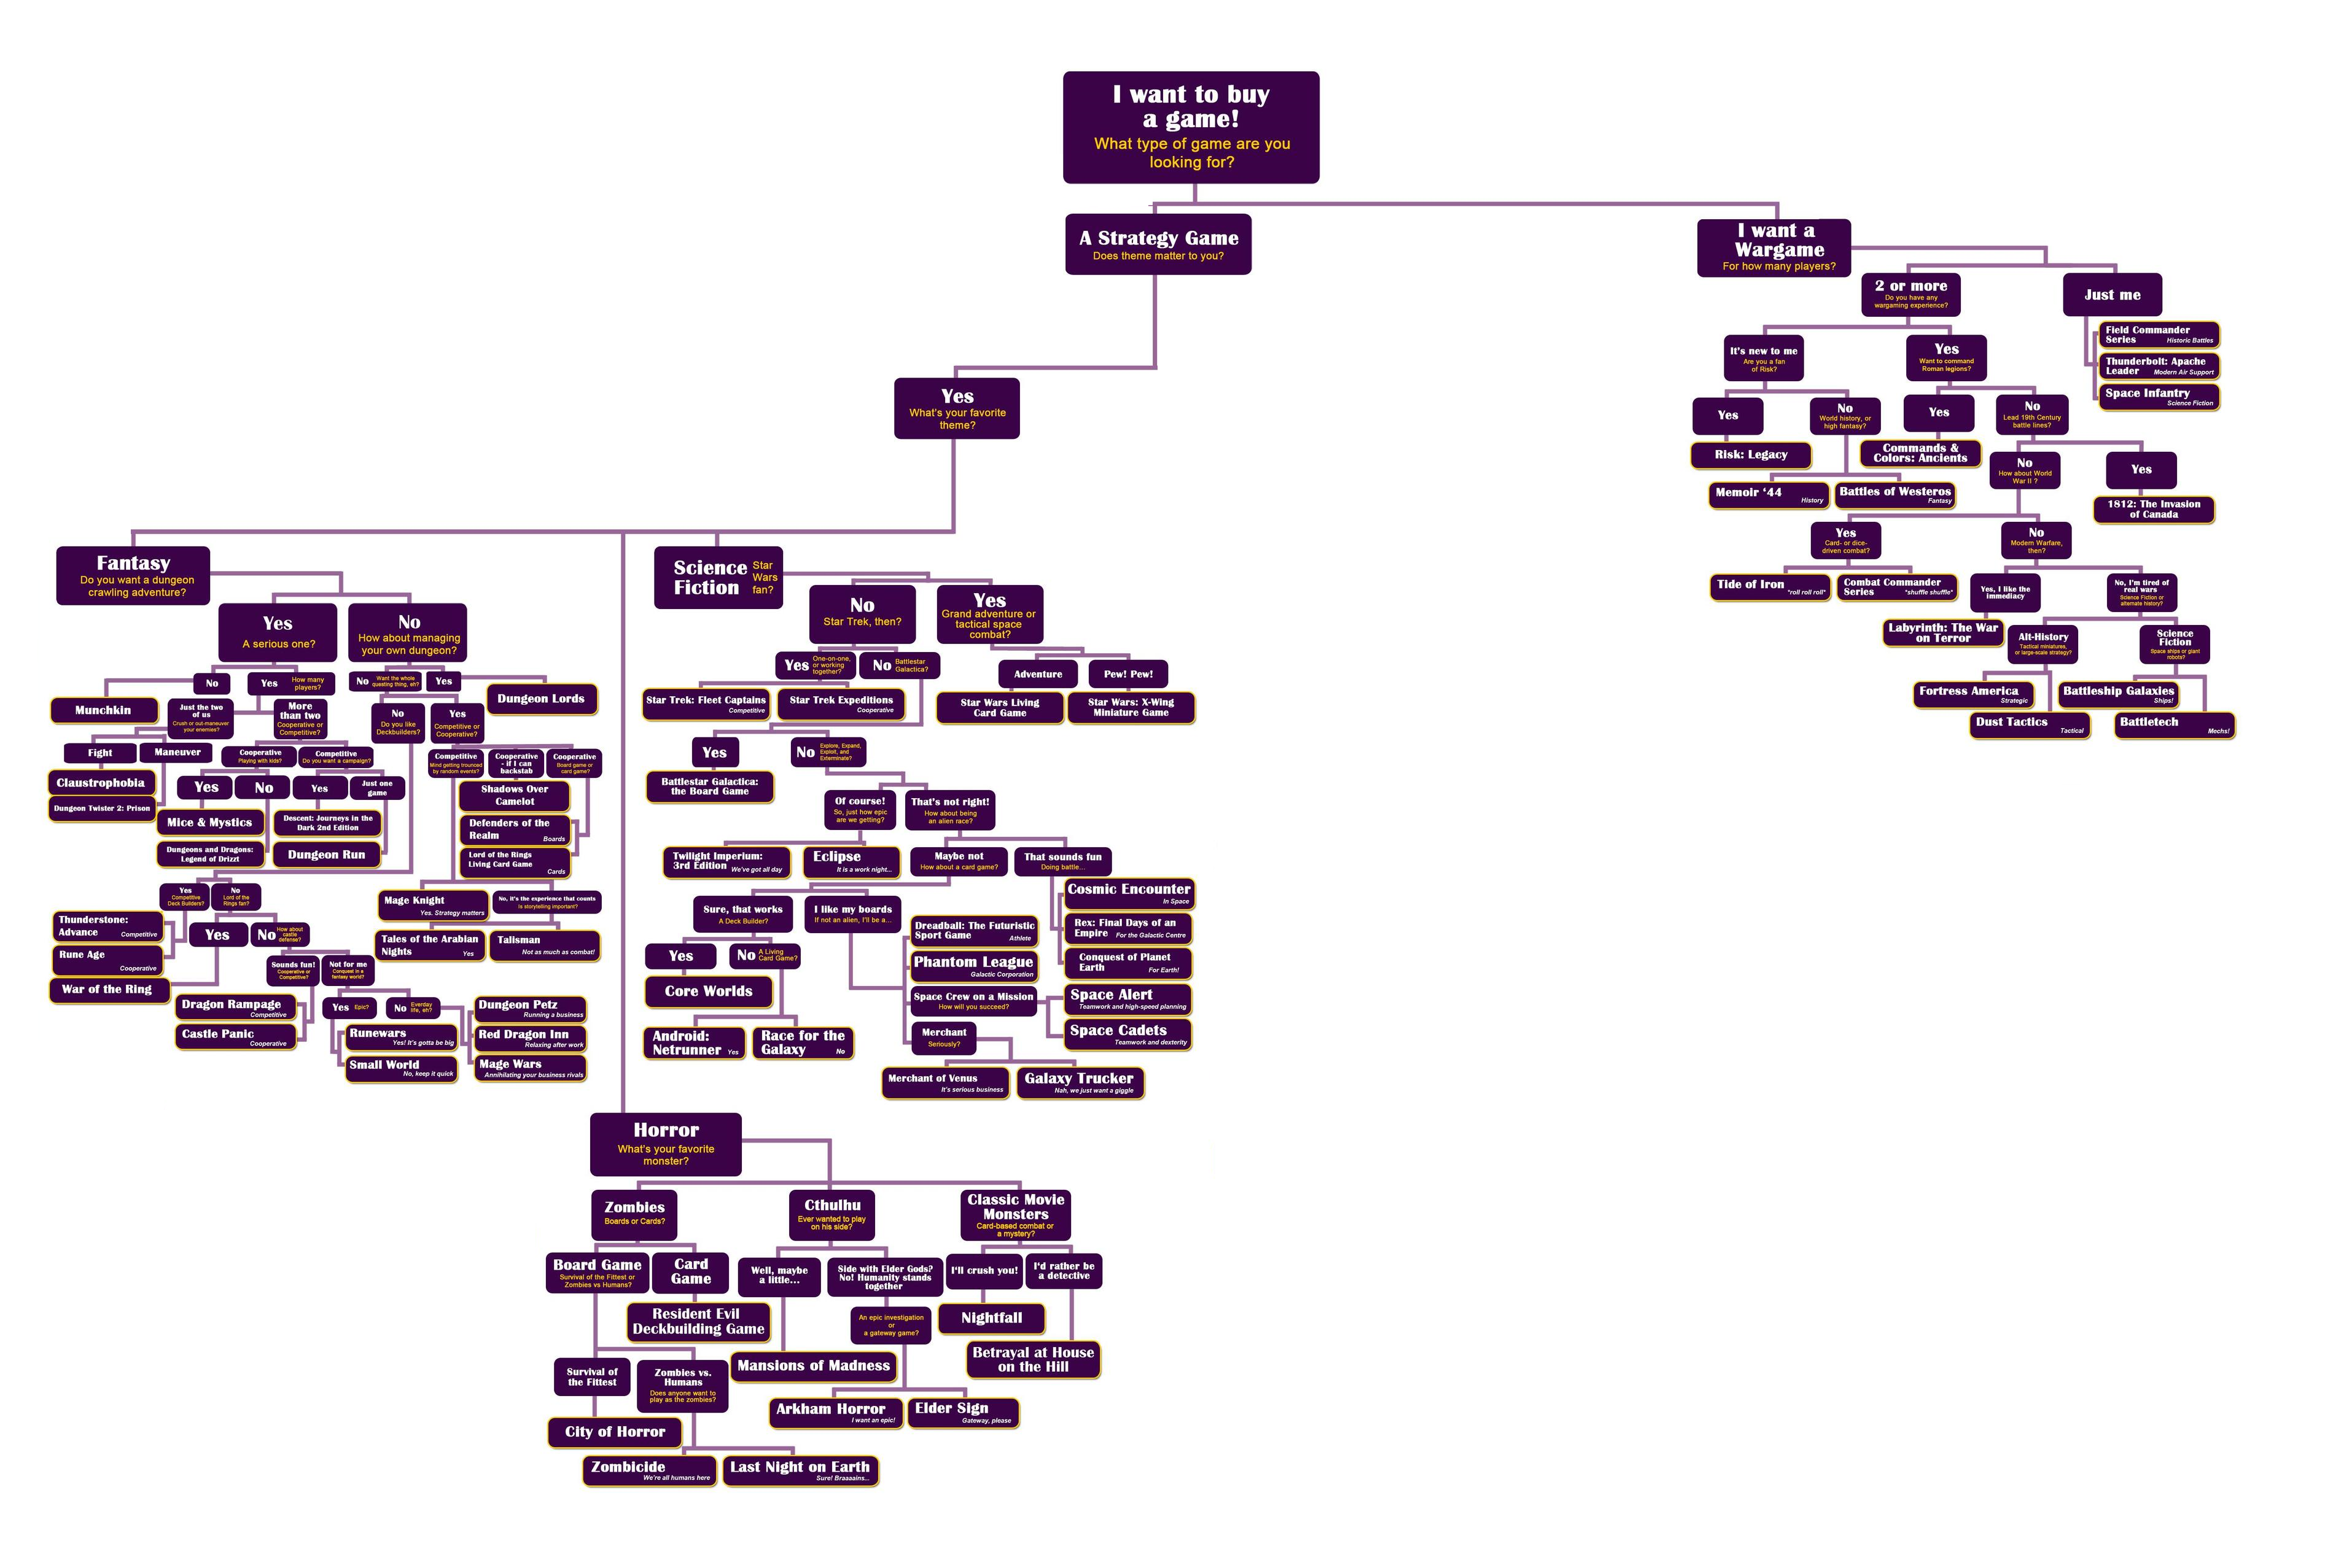 I want to buy
a game!
What type of game are you
looking for?
A Strategy Game
Does theme matter to you?
Yes
What's your favorite
theme?
Fantasy
Do you want a dungeon
crawling adventure?
Yes
A serious one?
No
How about managing
your own dungeon?
No
Yes
How many
players?
Munchkin
Just the two
of us
Crush or out-maneuver
your enemies?
More
than two
Cooperative or
Competitive?
Fight
Maneuver
Claustrophobia
Dungeon Twister 2: Prison
Cooperative
Playing with kids?
Competitive
Do you want a campaign?
Yes
No
Yes
Just one
game
Mice & Mystics
Dungeons and Dragons:
Legend of Drizzt
Descent: Journeys in the
Dark 2nd Edition
Dungeon Run
No
Want the whole
questing thing, eh?
Yes
Dungeon Lords
No
Do you like
Deckbuilders?
Yes
Competitive or
Cooperative?
Competitive
Mind getting trounced
by random events?
Cooperative
- if I can
backstab
Cooperative
Board game or
card game?
Shadows Over
Camelot
Defenders of the
Realm
Boards
Lord of the Rings
Living Card Game
Cards
Mage Knight
Yes. Strategy matters
No, it's the experience that counts
Is storytelling important?
Tales of the Arabian
Nights
Yes
Talisman
Not as much as combat!
Yes
Competitive
Deck Builders?
No
Lord of the
Rings fan?
Thunderstone:
Advance
Competitive
Rune Age
Cooperative
War of the Ring
Yes
No
How about
castle
defense?
Sounds fun!
Cooperative or
Competitive?
Not for me
Conquest in a
fantasy world?
Dragon Rampage
Competitive
Castle Panic
Cooperative
Yes
Epic?
No
Everday
life, eh?
Runewars
Yes! It's gotta be big
Small World
No, keep it quick
Dungeon Petz
Running a business
Red Dragon Inn
Relaxing after work
Mage Wars
Annihilating your business rivals
Science
Fiction
Star
Wars
fan?
No
Star Trek, then?
Yes
Grand adventure or
tactical space
combat?
Yes
One-on-one,
or working
together?
No
Battlestar
Galactica?
Adventure
Pew! Pew!
Star Trek: Fleet Captains
Competitive
Star Trek Expeditions
Cooperative
Star Wars Living
Card Game
Star Wars: X-Wing
Miniature Game
Yes
No
Explore, Expand,
Exploit, and
Exterminate?
Battlestar Galactica:
the Board Game
Of course!
So, just how epic
are we getting?
That's not right!
How about being
an alien race?
Twilight Imperium:
3rd Edition
We've got all day
Eclipse
It is a work night...
Maybe not
How about a card game?
That sounds fun
Doing battle...
Sure, that works
A Deck Builder?
I like my boards
If not an alien, I'll be a...
Cosmic Encounter
In Space
Rex: Final Days of an
Empire
For the Galactic Centre
Conquest of Planet
Earth
For Earth!
Yes
No
A Living
Card Game?
Core Worlds
Android:
Netrunner
Yes
Race for the
Galaxy
No
Dreadball: The Futuristic
Sport Game
Athlete
Phantom League
Galactic Corporation
Space Crew on a Mission
How will you succeed?
Space Alert
Teamwork and high-speed planning
Space Cadets
Teamwork and dexterity
Merchant
Seriously?
Merchant of Venus
It's serious business
Galaxy Trucker
Nah, we just want a giggle
Horror
What's your favorite
monster?
Zombies
Boards or Cards?
Cthulhu
Ever wanted to play
on his side?
Classic Movie
Monsters
Card-based combat or
a mystery?
Board Game
Survival of the Fittest or
Zombies vs Humans?
Card
Game
Resident Evil
Deckbuilding Game
Well, maybe
a little...
Side with Elder Gods?
No! Humanity stands
together
I'll crush you!
I'd rather be
a detective
An epic investigation
or
a gateway game?
Nightfall
Betrayal at House
on the Hill
Mansions of Madness
Survival of
the Fittest
Zombies vs.
Humans
Does anyone want to
play as the zombies?
Arkham Horror
I want an epic!
Elder Sign
Gateway, please
City of Horror
Zombicide
We're all humans here
Last Night on Earth
Sure! Braaaains...
I want a
Wargame
For how many players?
2 or more
Do you have any
wargaming experience?
Just me
Field Commander
Series
Historic Battles
Thunderbolt: Apache
Leader
Modern Air Support
Space Infantry
Science Fiction
It's new to me
Are you a fan
of Risk?
Yes
Want to command
Roman legions?
Yes
No
World history, or
high fantasy?
Yes
No
Lead 19th Century
battle lines?
Risk: Legacy
Memoir '44
History
Battles of Westeros
Fantasy
Commands &
Colors: Ancients
No
How about World
War II ?
Yes
1812: The Invasion
of Canada
Yes
Card- or dice-
driven combat?
No
Modern Warfare,
then?
Tide of Iron
*roll roll roll*
Combat Commander
Series
*shuffle shuffle*
Yes, I like the
immediacy
No, I'm tired of
real wars
Science Fiction or
alternate history?
Labyrinth: The War
on Terror
Alt-History
Tactical miniatures,
or large-scale strategy?
Science
Fiction
Space ships or giant
robots?
Fortress America
Strategic
Dust Tactics
Tactical
Battleship Galaxies
Ships!
Battletech
Mechs!